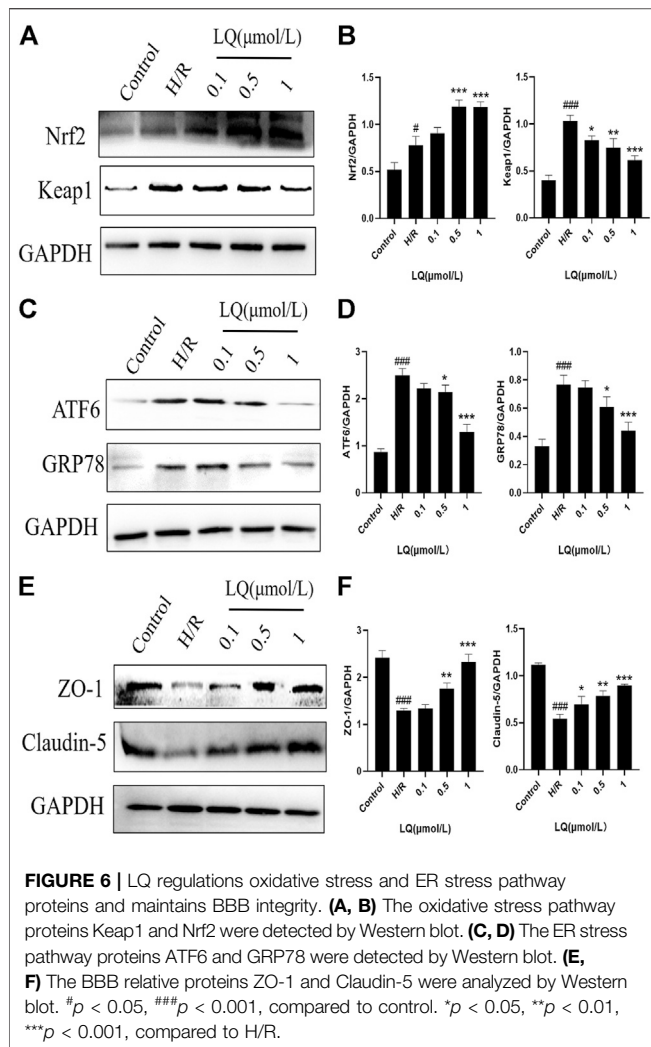 A
LQ(μmol/L)
Control
H/R
0.1
0.5
1
Nrf2
Keap1
GAPDH
B
Nrf2/GAPDH
1.5
1.0
0.5
0.0
#
***
***
Control
H/R
0.1
0.5
1
LQ(μmol/L)
Keap1/GAPDH
1.5
1.0
0.5
0.0
###
*
**
***
Control
H/R
0.1
0.5
1
LQ(μmol/L)
C
LQ(μmol/L)
Control
H/R
0.1
0.5
1
ATF6
GRP78
GAPDH
D
ATF6/GAPDH
3
2
1
0
###
*
***
Control
H/R
0.1
0.5
1
LQ(μmol/L)
GRP78/GAPDH
0.8
0.6
0.4
0.2
0.0
###
*
***
Control
H/R
0.1
0.5
1
LQ(μmol/L)
E
LQ(μmol/L)
Control
H/R
0.1
0.5
1
ZO-1
Claudin-5
GAPDH
F
ZO-1/GAPDH
3
2
1
0
###
**
***
Control
H/R
0.1
0.5
1
LQ(μmol/L)
Claudin-5/GAPDH
1.5
1.0
0.5
0.0
###
*
**
***
Control
H/R
0.1
0.5
1
LQ(μmol/L)
FIGURE 6 | LQ regulations oxidative stress and ER stress pathway
proteins and maintains BBB integrity. (A, B) The oxidative stress pathway
proteins Keap1 and Nrf2 were detected by Western blot. (C, D) The ER stress
pathway proteins ATF6 and GRP78 were detected by Western blot. (E,
F) The BBB relative proteins ZO-1 and Claudin-5 were analyzed by Western
blot. #p < 0.05, ###p < 0.001, compared to control. *p < 0.05, **p < 0.01,
***p < 0.001, compared to H/R.